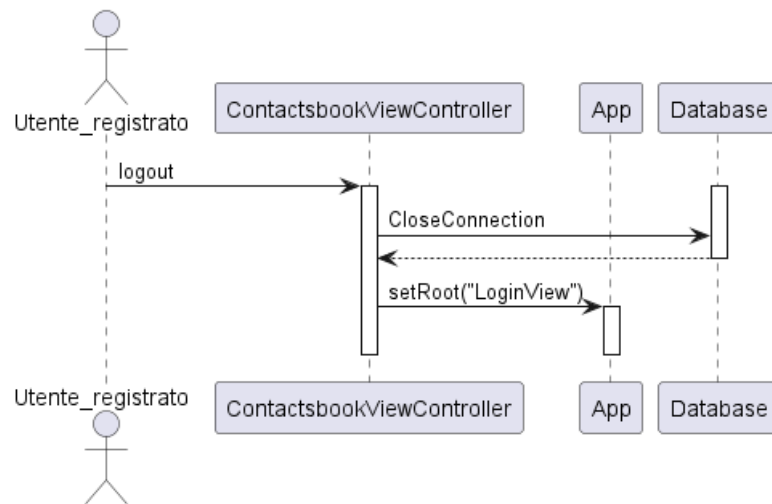 Utente_registrato
ContactsbookViewController
App
Database
logout
CloseConnection
setRoot("LoginView")
Utente_registrato
ContactsbookViewController
App
Database